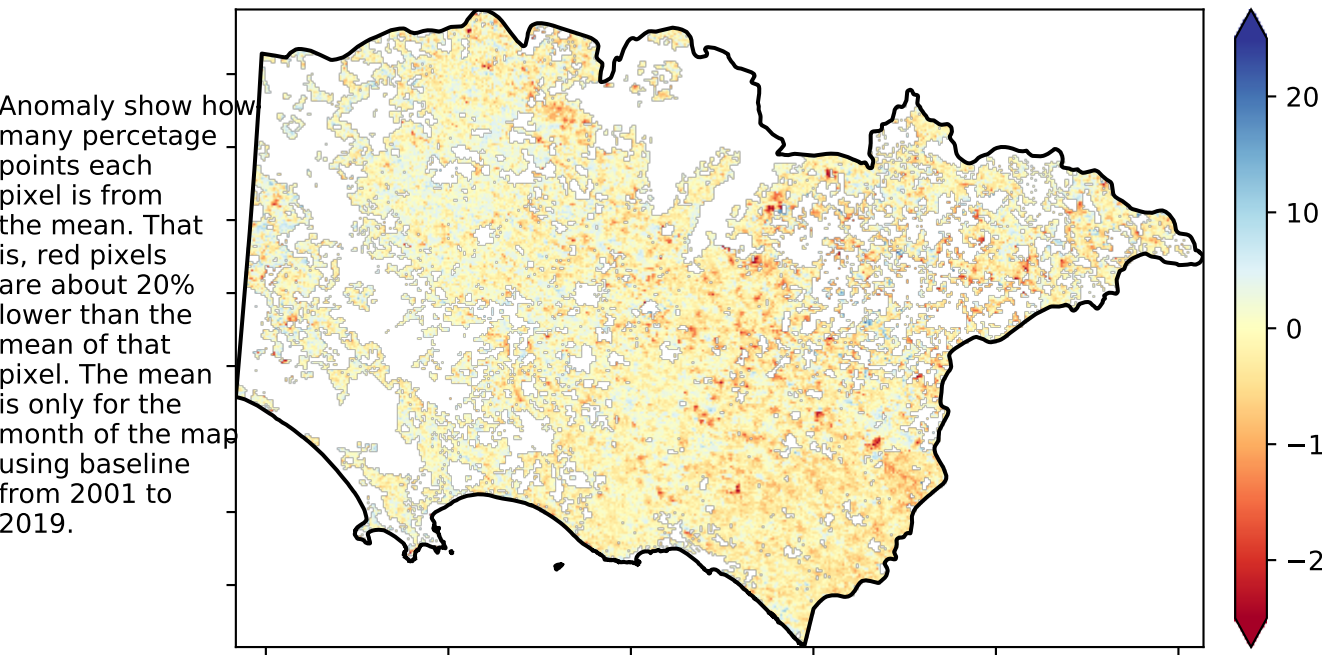 Anomaly show how
many percetage
points each
pixel is from
the mean. That
is, red pixels
are about 20%
lower than the
mean of that
pixel. The mean
is only for the
month of the map
using baseline
from 2001 to
2019.
20
10
0
−1
−2